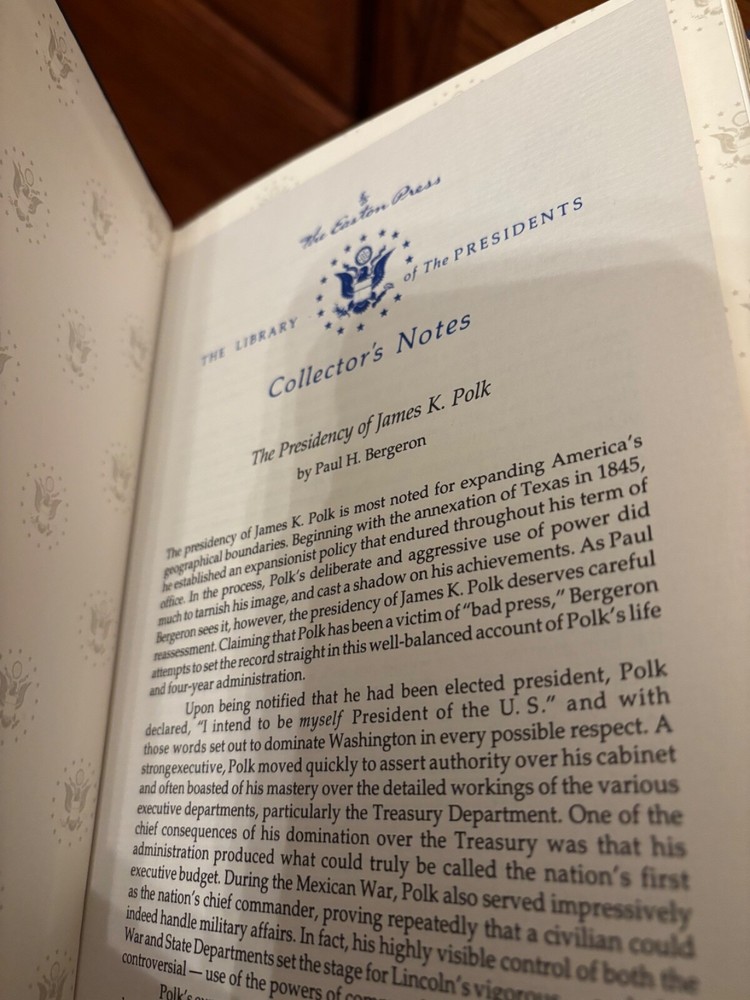 The Easton Press
THE LIBRARY of The PRESIDENTS
Collector's Notes
The Presidency of James K. Polk
by Paul H. Bergeron
The presidency of James K. Polk is most noted for expanding America's
geographical boundaries. Beginning with the annexation of Texas in 1845,
he established an expansionist policy that endured throughout his term of
office. In the process, Polk's deliberate and aggressive use of power did
much to tarnish his image, and cast a shadow on his achievements. As Paul
Bergeron sees it, however, the presidency of James K. Polk deserves careful
reassessment. Claiming that Polk has been a victim of "bad press," Bergeron
attempts to set the record straight in this well-balanced account of Polk's life
and four-year administration.
Upon being notified that he had been elected president, Polk
declared, "I intend to be myself President of the U. S." and with
those words set out to dominate Washington in every possible respect. A
strong executive, Polk moved quickly to assert authority over his cabinet
and often boasted of his mastery over the detailed workings of the various
executive departments, particularly the Treasury Department. One of the
chief consequences of his domination over the Treasury was that his
administration produced what could truly be called the nation's first
executive budget. During the Mexican War, Polk also served impressively
as the nation's chief commander, proving repeatedly that a civilian could
indeed handle military affairs. In fact, his highly visible control of both the
War and State Departments set the stage for Lincoln's vigorous
controversial — use of the powers of
Polk's